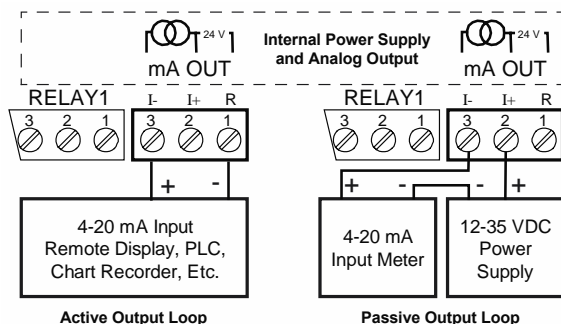 24 V
mA OUT
Internal Power Supply
and Analog Output
24 V
mA OUT
RELAY1
I- I+ R
3 2 1
3 2 1
RELAY1
I- I+ R
3 2 1
3 2 1
+ -
4-20 mA Input
Remote Display, PLC,
Chart Recorder, Etc.
Active Output Loop
+ -
- +
4-20 mA
Input Meter
12-35 VDC
Power
Supply
Passive Output Loop